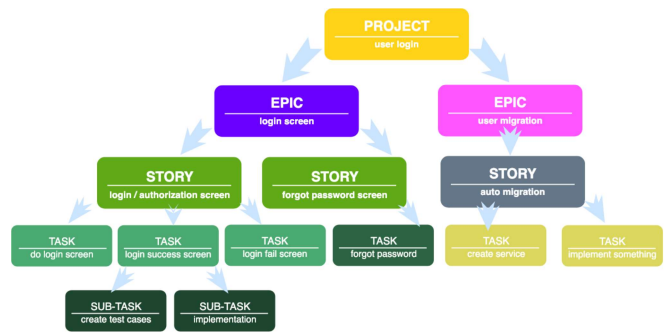 PROJECT
user login
EPIC
login screen
EPIC
user migration
STORY
login / authorization screen
STORY
forgot password screen
STORY
auto migration
TASK
do login screen
TASK
login success screen
TASK
login fail screen
TASK
forgot password
TASK
create service
TASK
implement something
SUB-TASK
create test cases
SUB-TASK
implementation